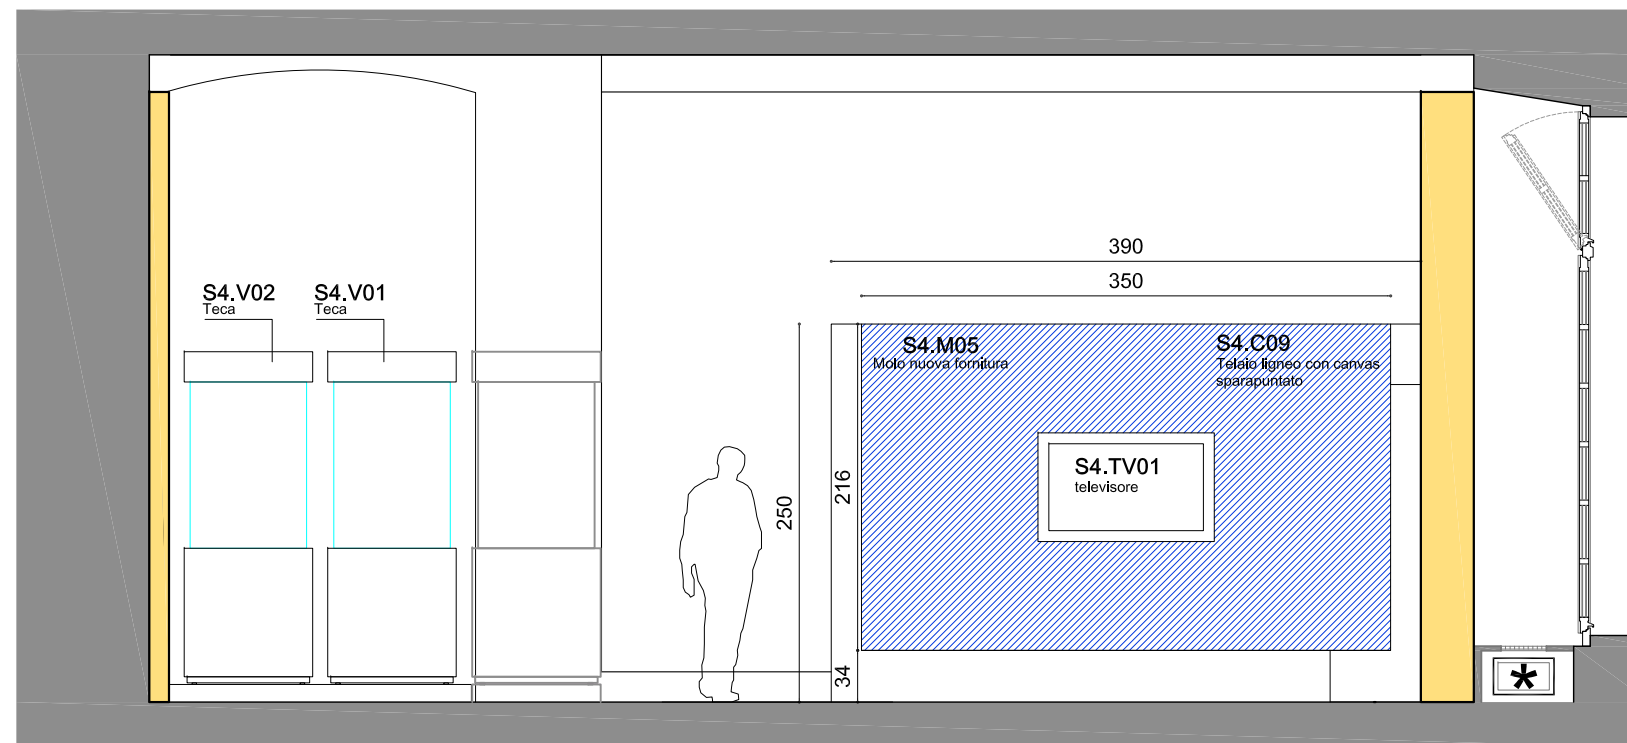 390
350
S4.V02
Teca
S4.V01
Teca
S4.M05
Molo nuova fornitura
S4.C09
Telaio ligneo con canvas
sparapuntato
S4.TV01
televisore
216
250
34
*